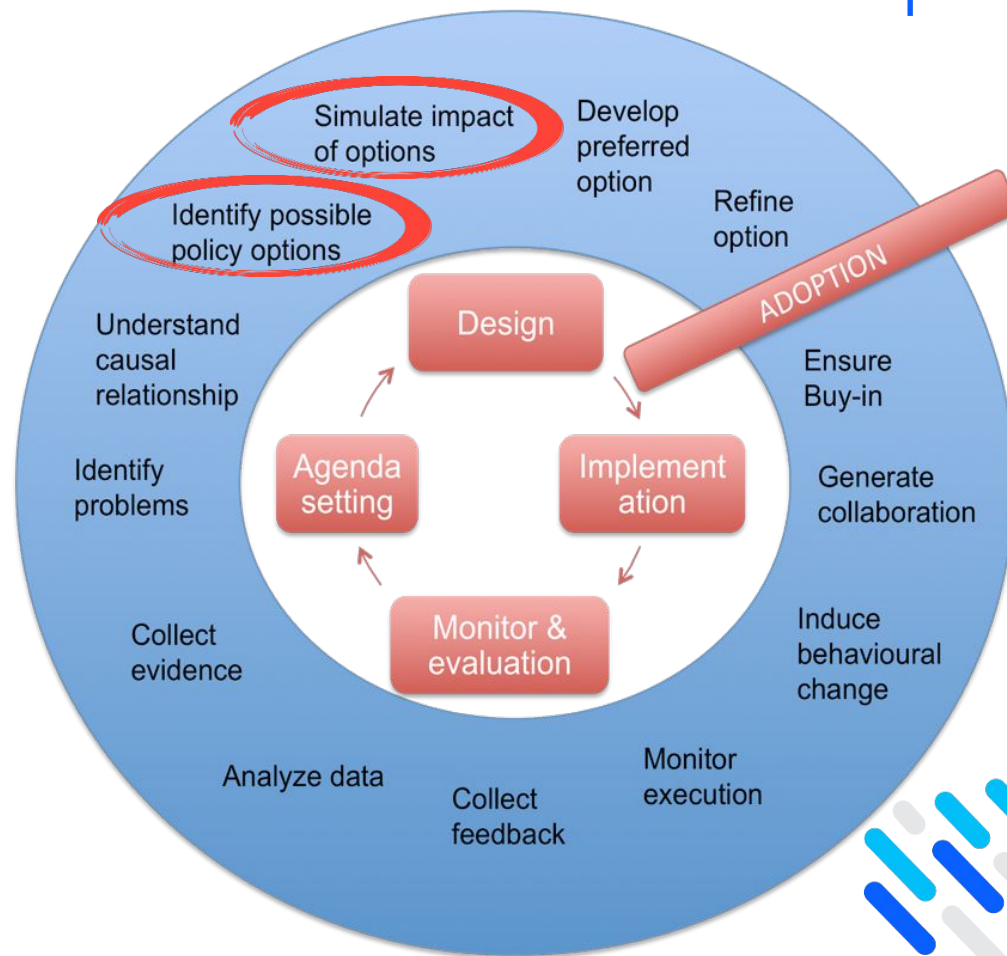 Simulate impact
of options
Develop
preferred
option
Refine
option
ADOPTION
Identify possible
policy options
Understand
causal
relationship
Identify
problems
Collect
evidence
Analyze data
Collect
feedback
Monitor
execution
Induce
behavioural
change
Generate
collaboration
Ensure
Buy-in
Design
Implement
ation
Monitor &
evaluation
Agenda
setting